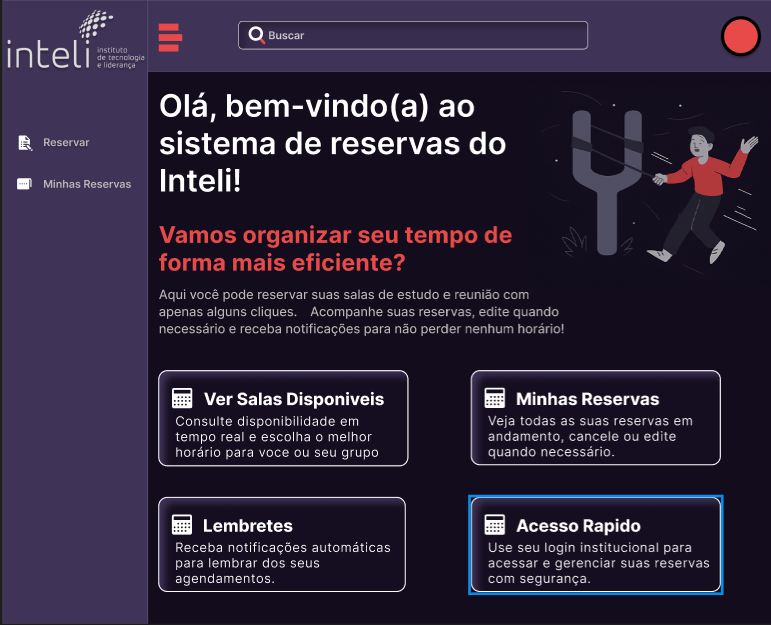 inteli
instituto
de tecnologia
e liderança
Buscar
Reservar
Minhas Reservas
Olá, bem-vindo(a) ao
sistema de reservas do
Inteli!
Vamos organizar seu tempo de
forma mais eficiente?
Aqui você pode reservar suas salas de estudo e reunião com
apenas alguns cliques. Acompanhe suas reservas, edite quando
necessário e receba notificações para não perder nenhum horário!
Ver Salas Disponiveis
Consulte disponibilidade em
tempo real e escolha o melhor
horário para voce ou seu grupo
Minhas Reservas
Veja todas as suas reservas em
andamento, cancele ou edite
quando necessário.
Lembretes
Receba notificações automáticas
para lembrar dos seus
agendamentos.
Acesso Rapido
Use seu login institucional para
acessar e gerenciar suas reservas
com segurança.